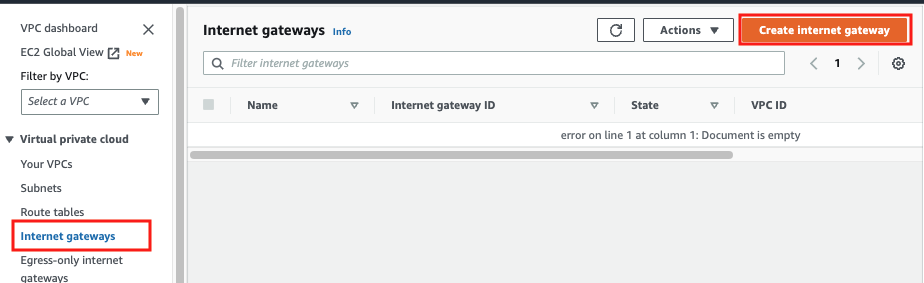 VPC dashboard
EC2 Global View New
Filter by VPC:
Select a VPC
Virtual private cloud
Your VPCs
Subnets
Route tables
Internet gateways
Egress-only internet
gateways
Internet gateways Info
Actions
Create internet gateway
Filter internet gateways
1
Name
Internet gateway ID
State
VPC ID
error on line 1 at column 1: Document is empty